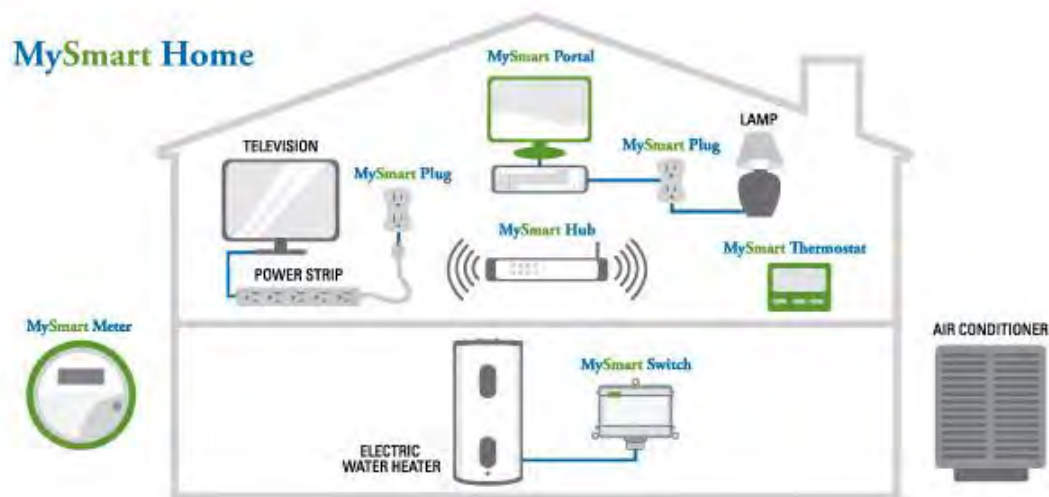 MySmart Home
MySmart Portal
LAMP
TELEVISION
MySmart Plug
MySmart Plug
MySmart Hub
MySmart Thermostat
POWER STRIP
MySmart Meter
AIR CONDITIONER
MySmart Switch
ELECTRIC
WATER HEATER